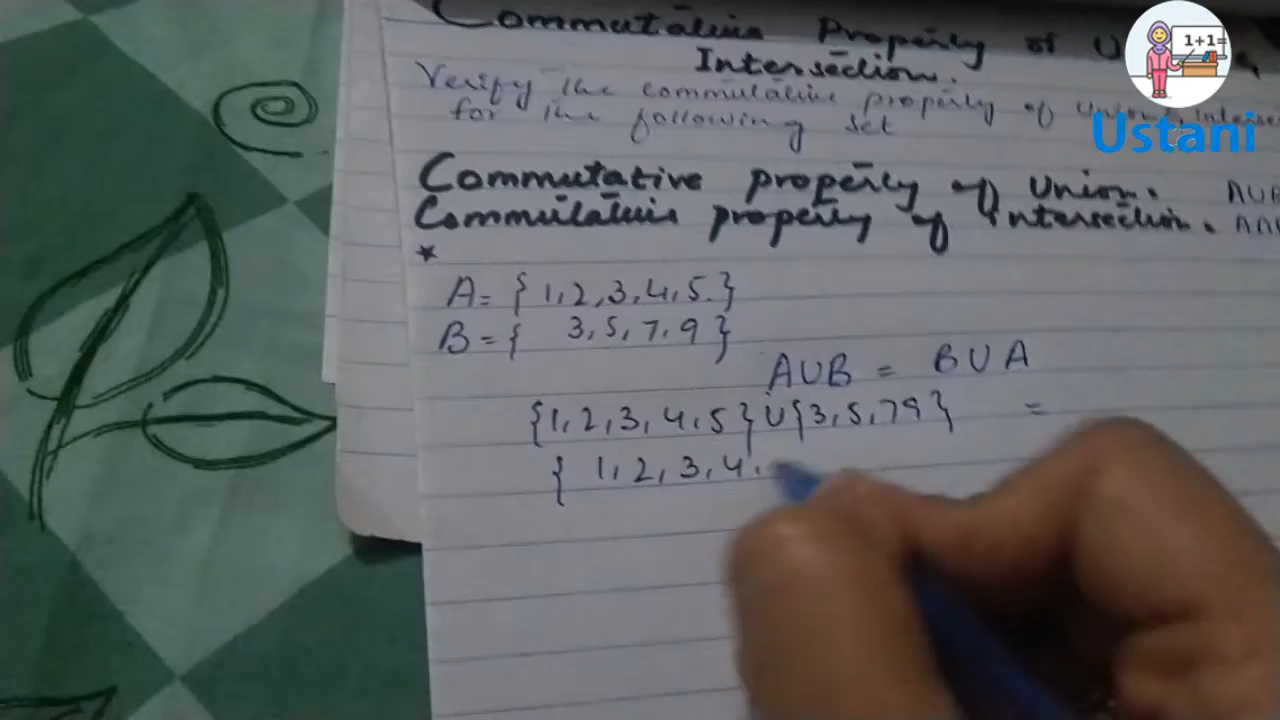 Commutative Property of U
Intersection.
1+1=
Verify the commutative property of Union, Interse
for the following set
Ustani
Commutative property of Union. AUB
Commutative property of Intersection. A∩
*
A = { 1, 2, 3, 4, 5. }
B = { 3, 5, 7, 9 }
AUB = BUA
{1, 2, 3, 4, 5} U {3, 5, 7 9} =
{ 1, 2, 3, 4,